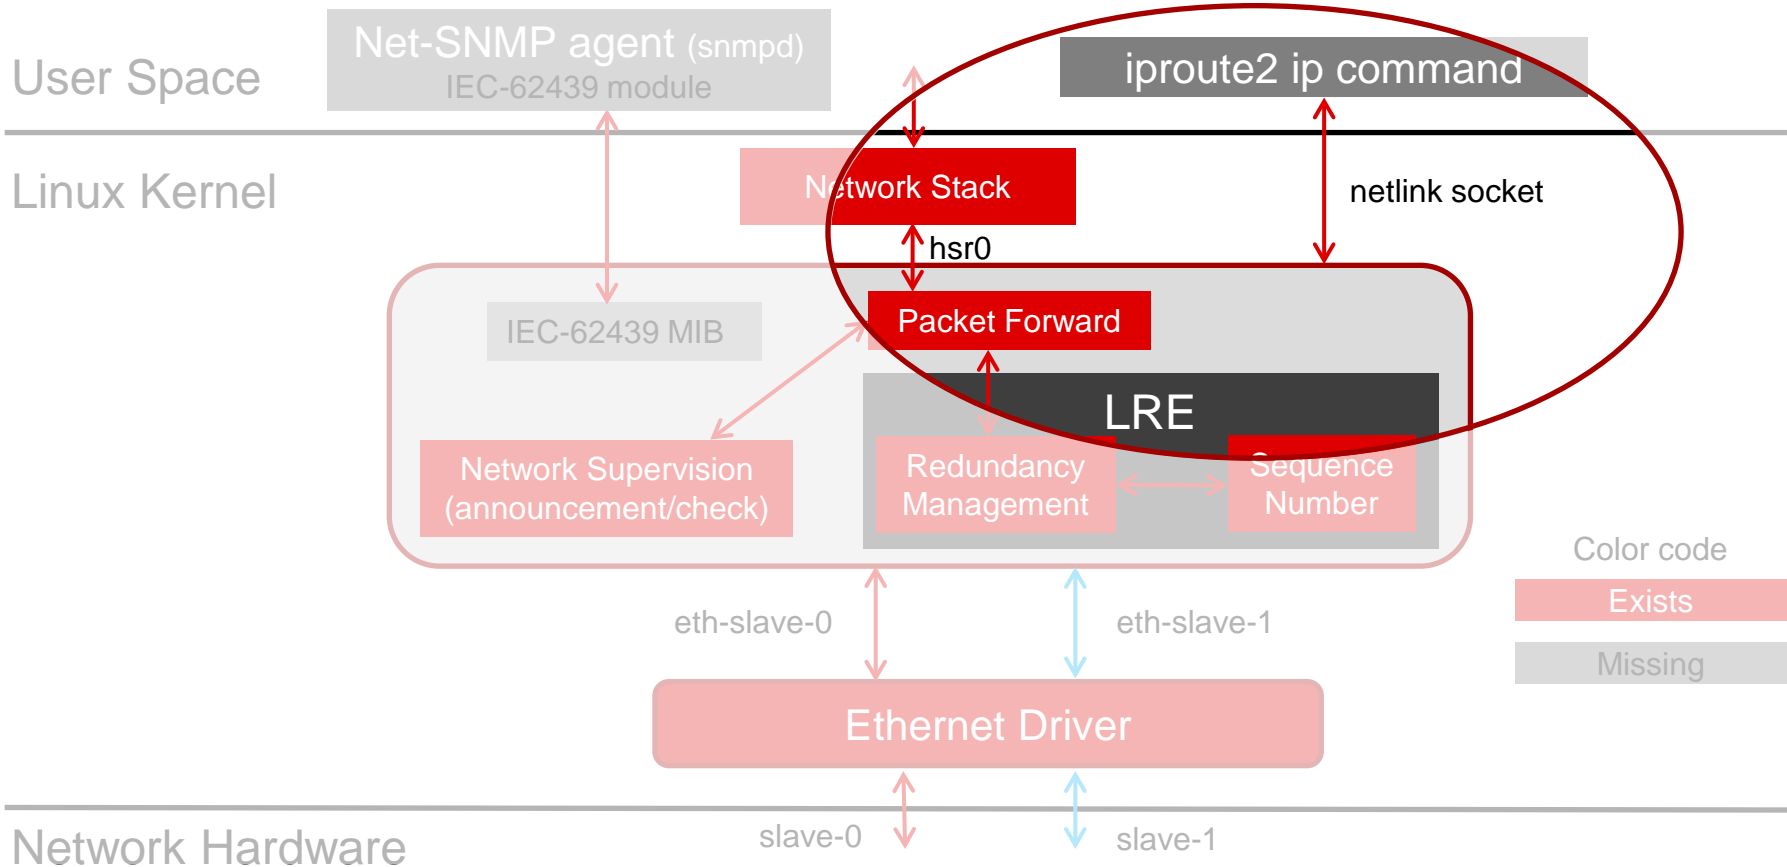 Net-SNMP agent (snmpd)
IEC-62439 module
iproute2 ip command
User Space
Linux Kernel
Network Stack
netlink socket
hsr0
IEC-62439 MIB
Packet Forward
LRE
Network Supervision
(announcement/check)
Redundancy
Management
Sequence
Number
Color code
Exists
Missing
eth-slave-0
eth-slave-1
Ethernet Driver
slave-0
slave-1
Network Hardware